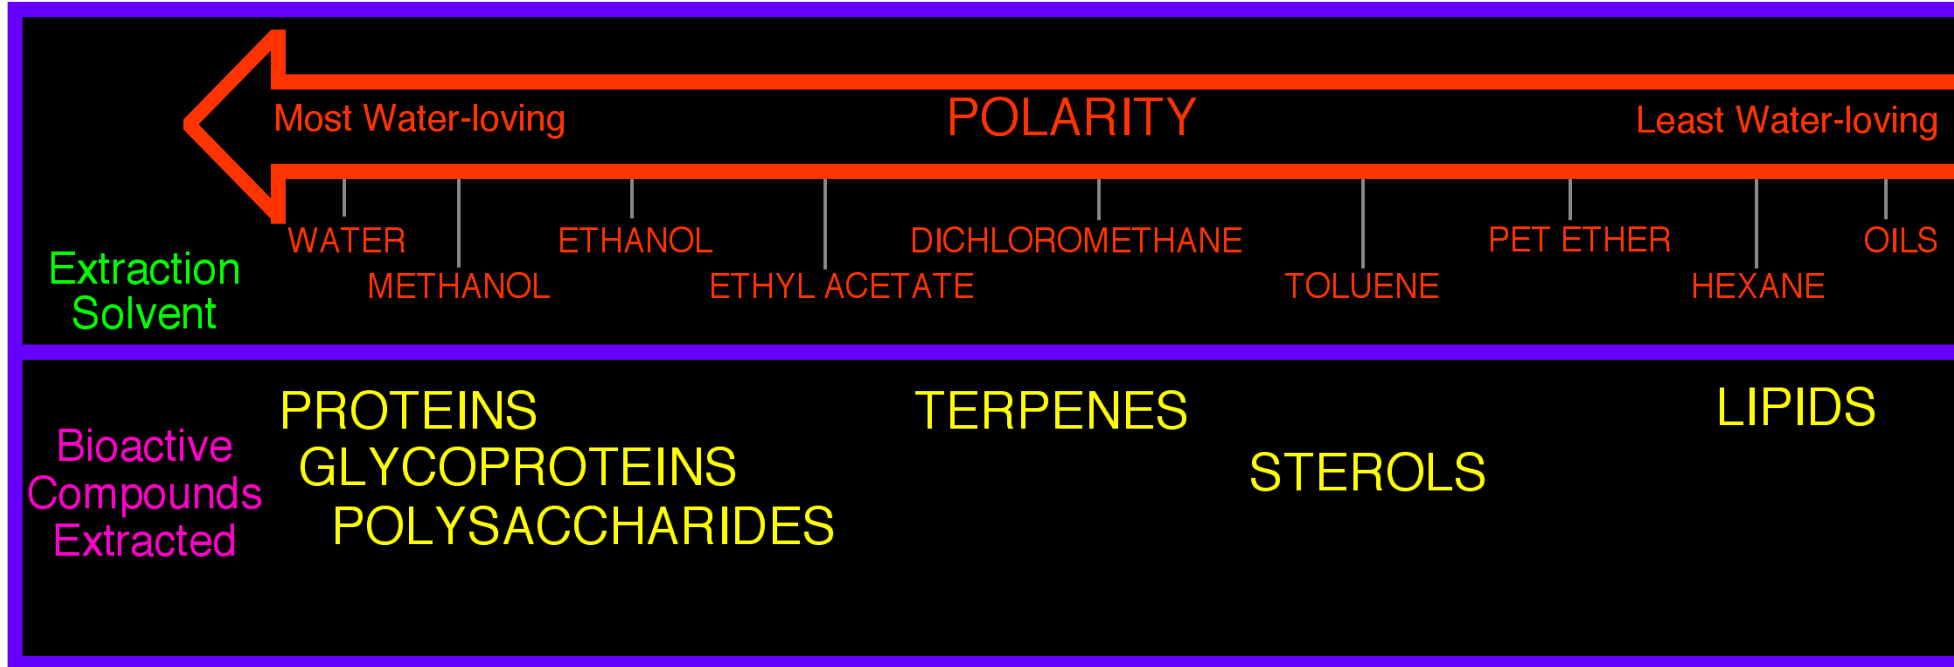 Most Water-loving
POLARITY
Least Water-loving
WATER
METHANOL
ETHANOL
ETHYL ACETATE
DICHLOROMETHANE
TOLUENE
PET ETHER
HEXANE
OILS
Extraction
Solvent
PROTEINS
GLYCOPROTEINS
POLYSACCHARIDES
TERPENES
STEROLS
LIPIDS
Bioactive
Compounds
Extracted